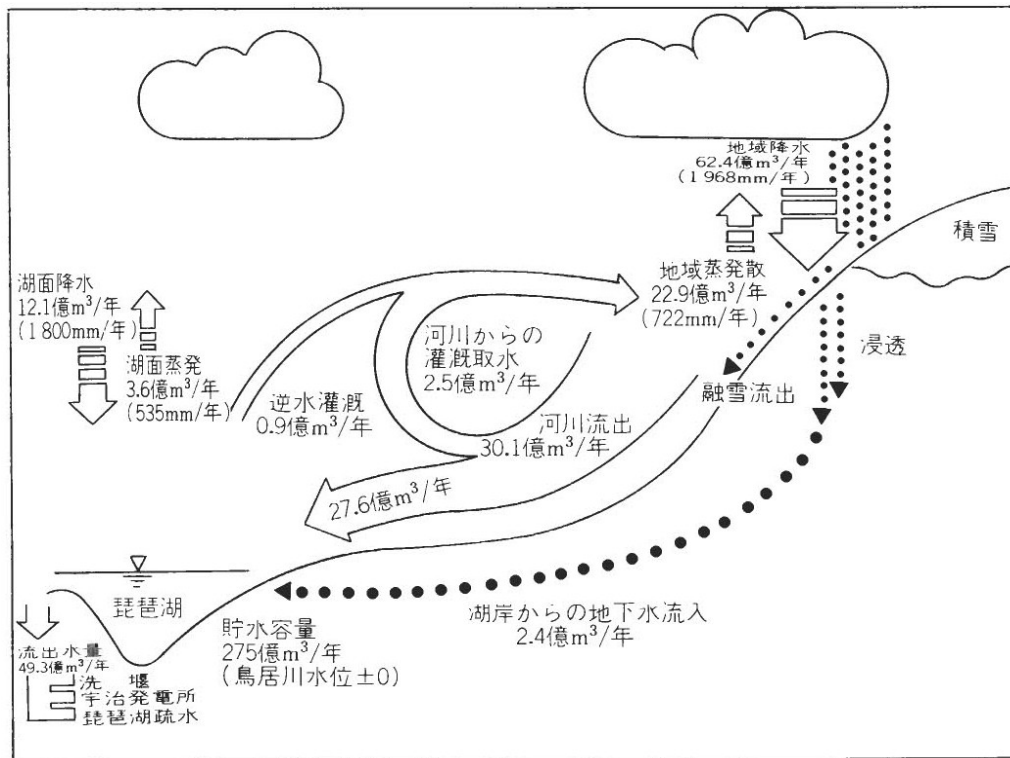 地域降水
62.4億m³/年
(1 968mm/年)
積雪
湖面降水
12.1億m³/年
(1 800mm/年)
湖面蒸発
3.6億m³/年
(535mm/年)
地域蒸発散
22.9億m³/年
(722mm/年)
河川からの
灌漑取水
2.5億m³/年
浸透
融雪流出
逆水灌漑
0.9億m³/年
河川流出
30.1億m³/年
27.6億m³/年
琵琶湖
湖岸からの地下水流入
2.4億m³/年
貯水容量
275億m³/年
(鳥居川水位±0)
流出水量
49.3億m³/年
洗 堰
宇治発電所
琵琶湖疏水